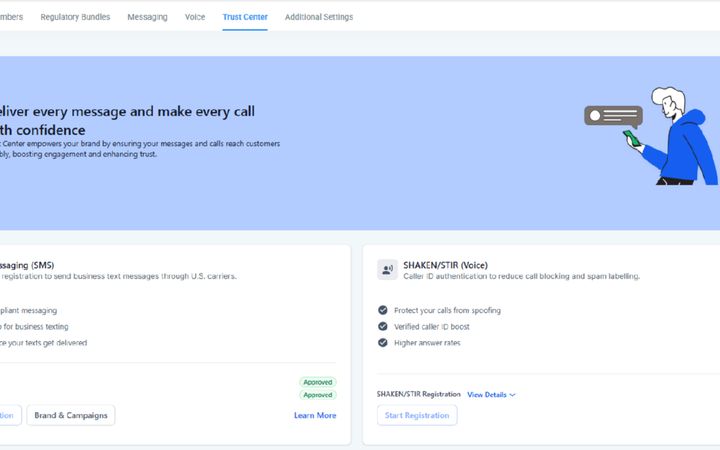 mbers Regulatory Bundles Messaging Voice Trust Center Additional Settings
eliver every message and make every call
th confidence
t Center empowers your brand by ensuring your messages and calls reach customers
bly, boosting engagement and enhancing trust.
ssaging (SMS)
registration to send business text messages through U.S. carriers.
pliant messaging
p for business texting
ce your texts get delivered
Approved
Approved
tion Brand & Campaigns Learn More
SHAKEN/STIR (Voice)
Caller ID authentication to reduce call blocking and spam labelling.
Protect your calls from spoofing
Verified caller ID boost
Higher answer rates
SHAKEN/STIR Registration View Details
Start Registration